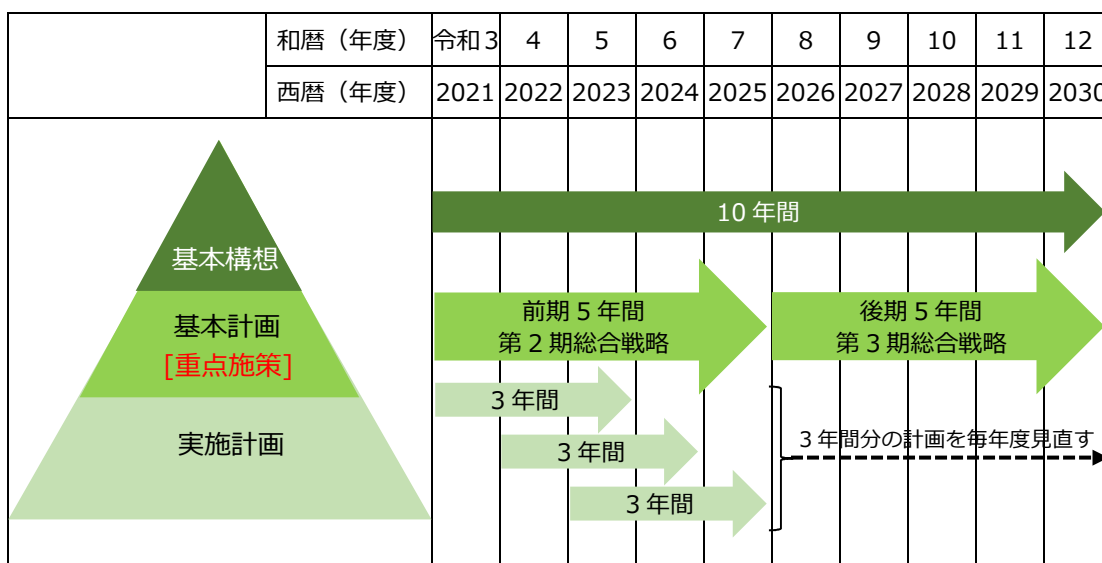 和暦（年度） 令和3 4 5 6 7 8 9 10 11 12
西暦（年度） 2021 2022 2023 2024 2025 2026 2027 2028 2029 2030
10年間
基本構想
前期5年間
第2期総合戦略
後期5年間
第3期総合戦略
基本計画
[重点施策]
3年間
実施計画
3年間
3年間分の計画を毎年度見直す
3年間